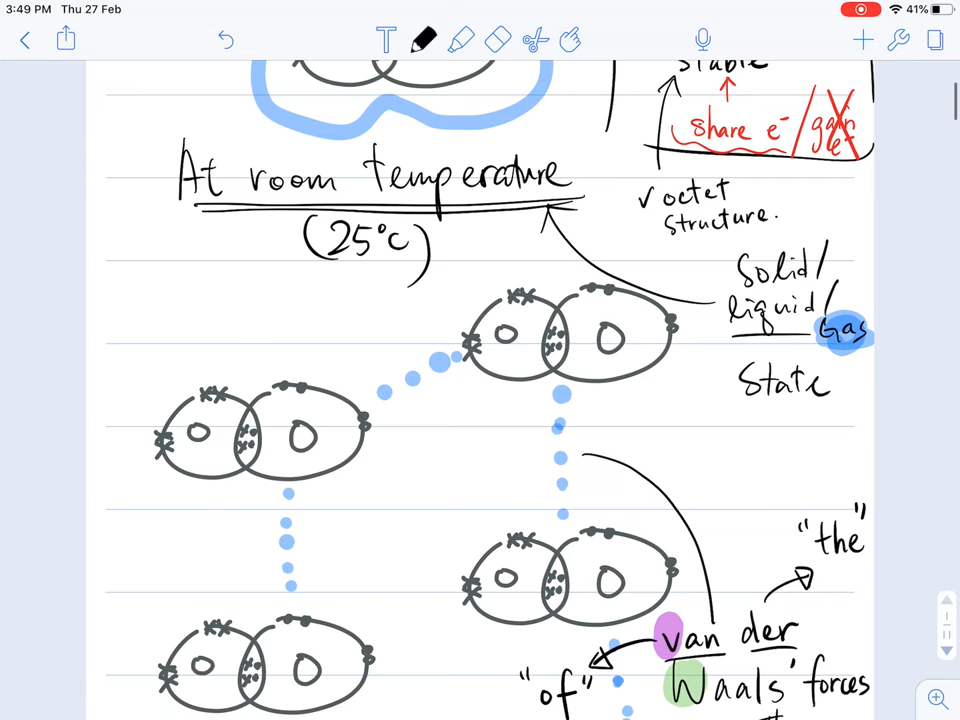 3:49 PM Thu 27 Feb
41%
T
stable
share e⁻/gain e⁻
At room temperature
(25°C)
√ octet
structure.
Solid/
liquid/
Gas
State
O O
O O
O O
O O
"the"
van der
Waals' forces
"of"